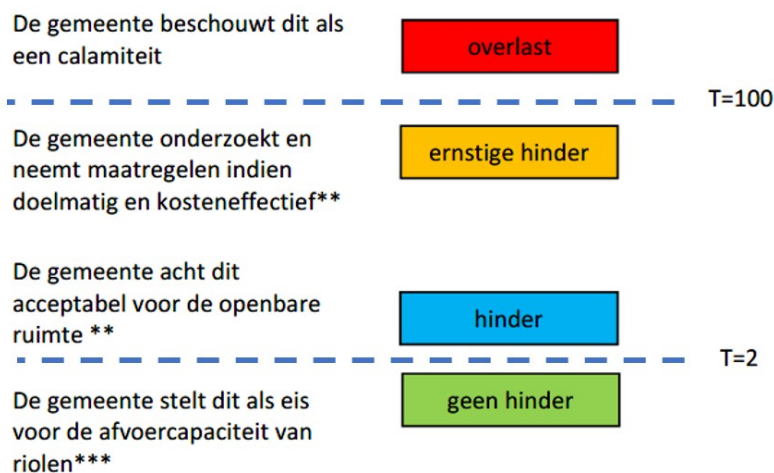 De gemeente beschouwt dit als
een calamiteit
overlast
T=100
De gemeente onderzoekt en
neemt maatregelen indien
doelmatig en kosteneffectief**
ernstige hinder
De gemeente acht dit
acceptabel voor de openbare
ruimte **
hinder
T=2
De gemeente stelt dit als eis
voor de afvoercapaciteit van
riolen***
geen hinder